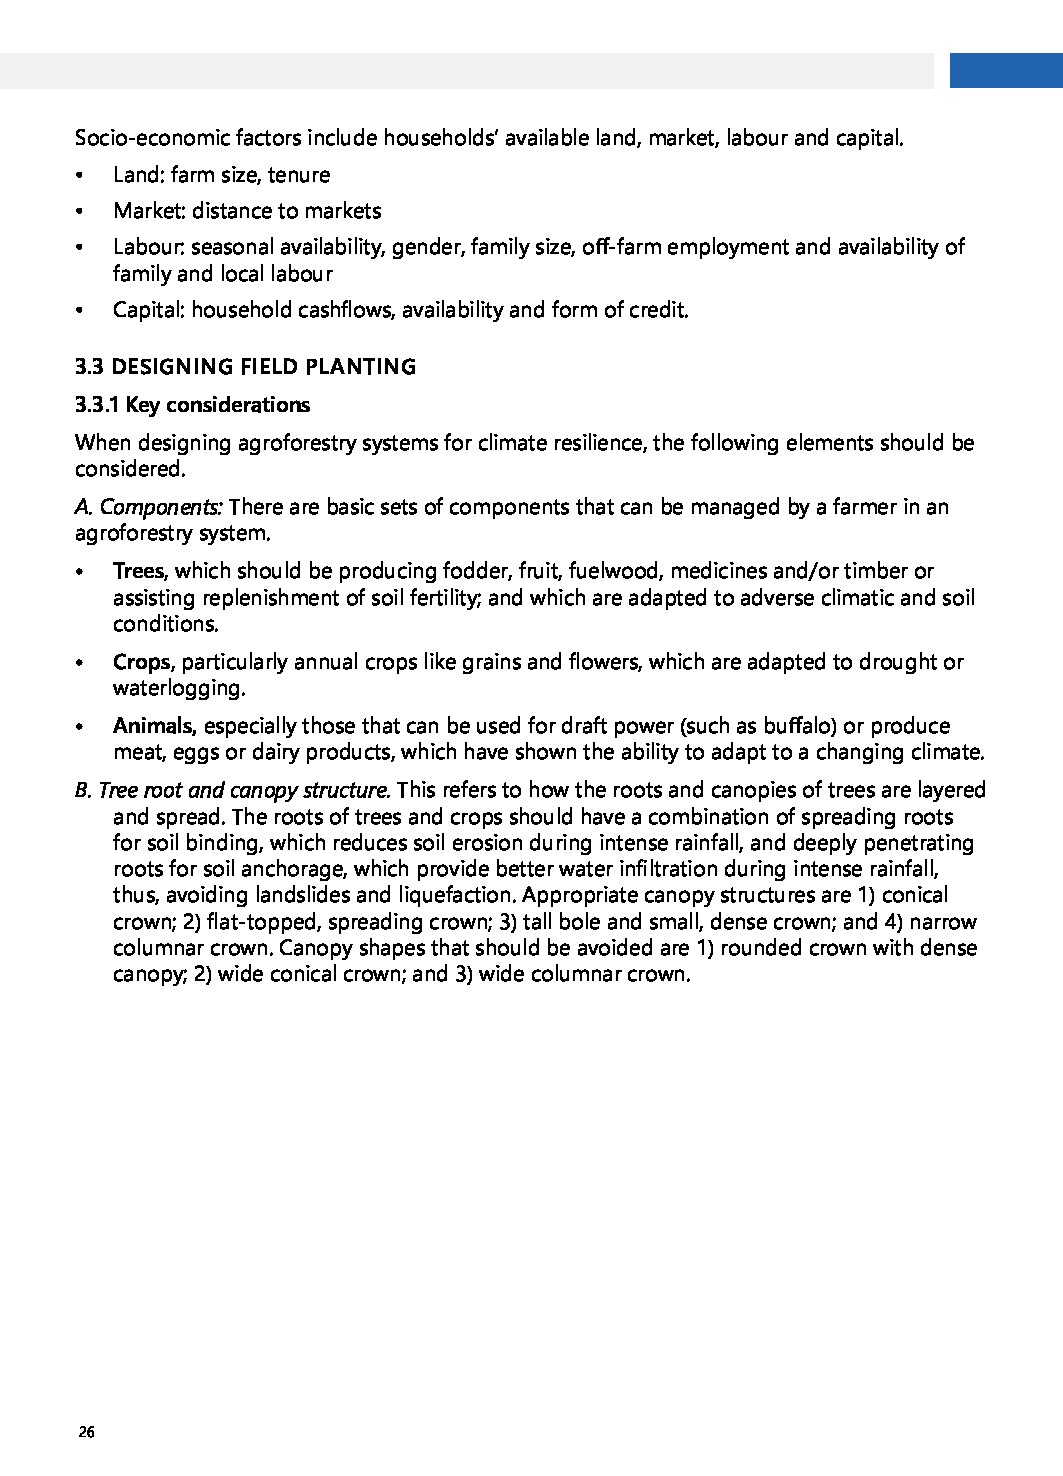 Socio-economic factors include households’ available land, market, labour and capital.
• Land: farm size, tenure
• Market: distance to markets
• Labour: seasonal availability, gender, family size, off-farm employment and availability of
family and local labour
• Capital: household cashflows, availability and form of credit.
3.3 DESIGNING FIELD PLANTING
3.3.1 Key considerations
When designing agroforestry systems for climate resilience, the following elements should be
considered.
A. Components: There are basic sets of components that can be managed by a farmer in an
agroforestry system.
• Trees, which should be producing fodder, fruit, fuelwood, medicines and/or timber or
assisting replenishment of soil fertility; and which are adapted to adverse climatic and soil
conditions.
• Crops, particularly annual crops like grains and flowers, which are adapted to drought or
waterlogging.
• Animals, especially those that can be used for draft power (such as buffalo) or produce
meat, eggs or dairy products, which have shown the ability to adapt to a changing climate.
B. Tree root and canopy structure. This refers to how the roots and canopies of trees are layered
and spread. The roots of trees and crops should have a combination of spreading roots
for soil binding, which reduces soil erosion during intense rainfall, and deeply penetrating
roots for soil anchorage, which provide better water infiltration during intense rainfall,
thus, avoiding landslides and liquefaction. Appropriate canopy structures are 1) conical
crown; 2) flat-topped, spreading crown; 3) tall bole and small, dense crown; and 4) narrow
columnar crown. Canopy shapes that should be avoided are 1) rounded crown with dense
canopy; 2) wide conical crown; and 3) wide columnar crown.
26